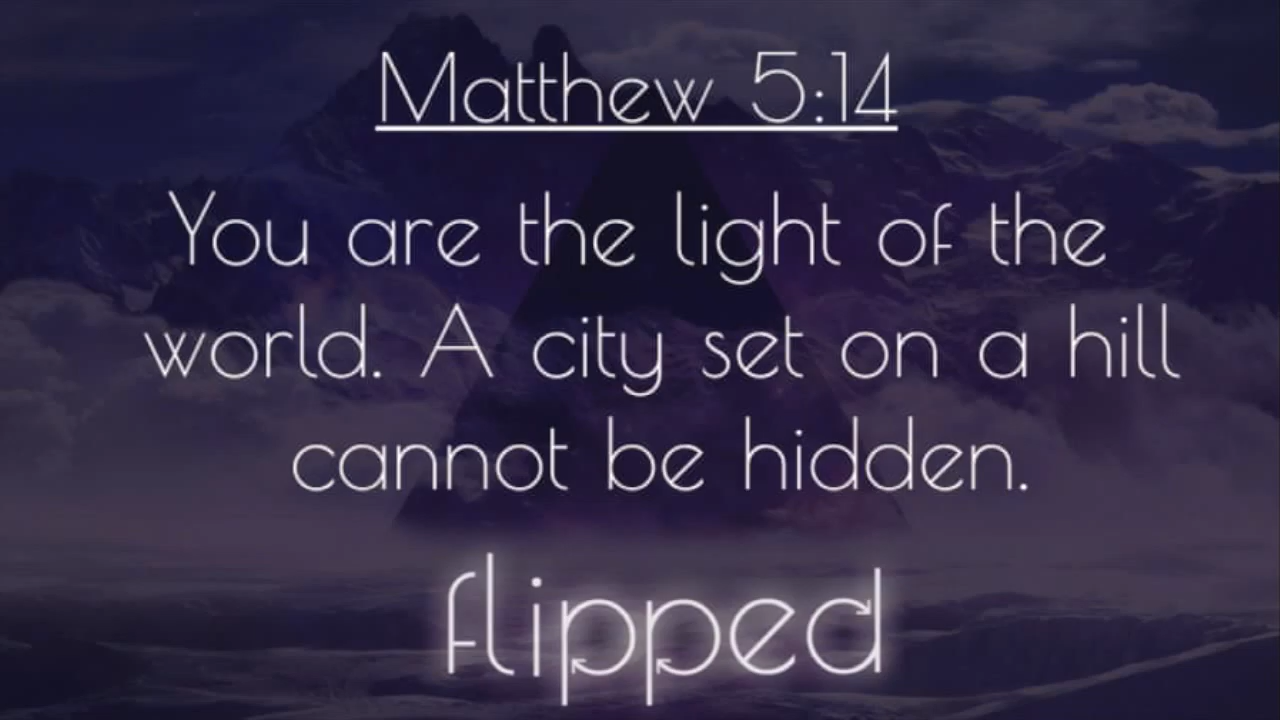 Matthew 5:14
You are the light of the
world. A city set on a hill
cannot be hidden.
flipped